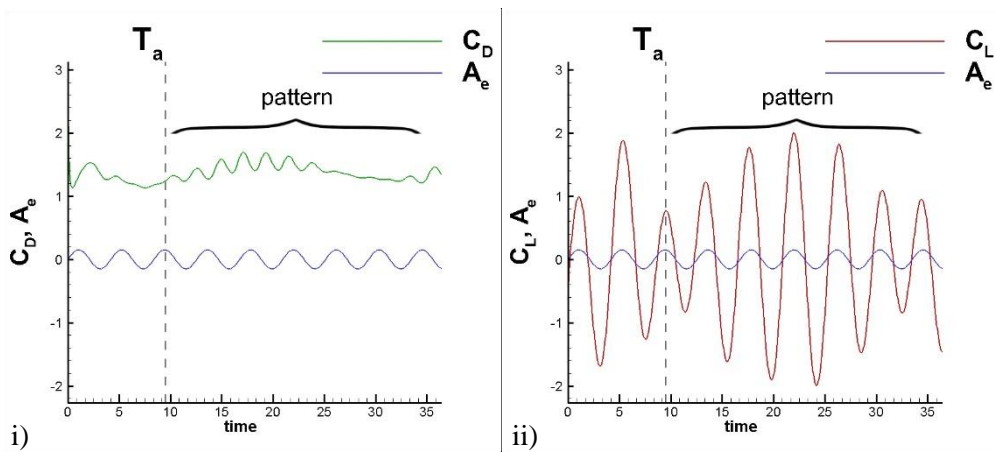 T_a
C_D
A_e
pattern
3
2
1
0
-1
-2
C_D, A_e
0 5 10 15 20 25 30 35
time
i)
T_a
C_L
A_e
pattern
3
2
1
0
-1
-2
C_L, A_e
0 5 10 15 20 25 30 35
time
ii)